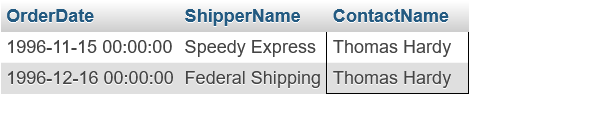 OrderDate ShipperName ContactName
1996-11-15 00:00:00 Speedy Express Thomas Hardy
1996-12-16 00:00:00 Federal Shipping Thomas Hardy